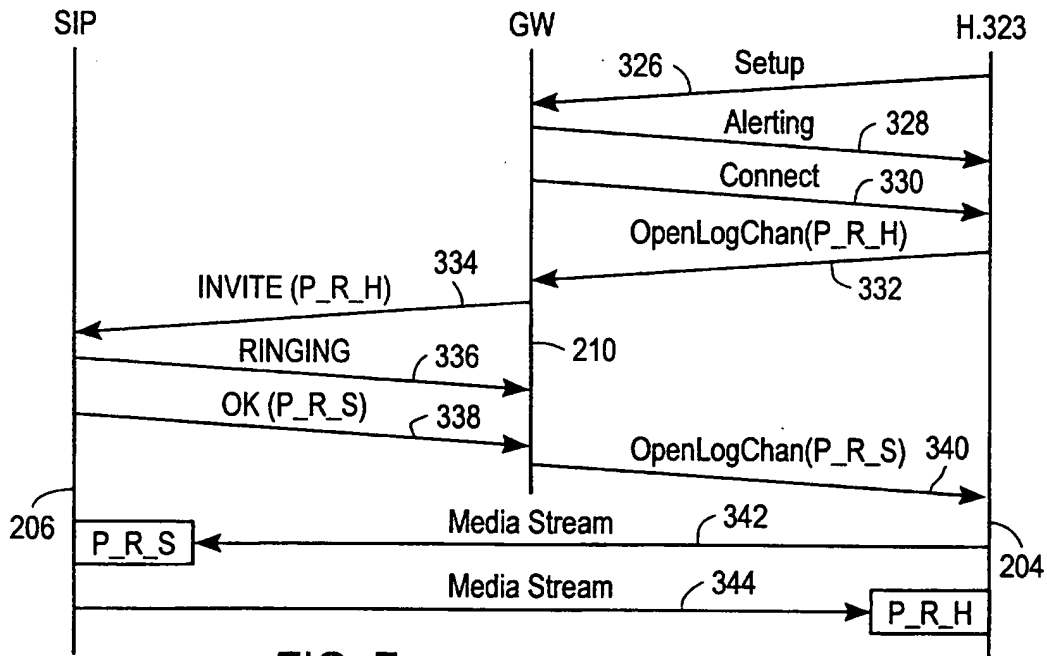 SIP GW H.323
326 Setup
Alerting 328
Connect 330
OpenLogChan(P_R_H)
332
334
INVITE (P_R_H)
RINGING 336
210
OK (P_R_S) 338
OpenLogChan(P_R_S) 340
206
P_R_S
Media Stream 342
204
Media Stream 344
P_R_H